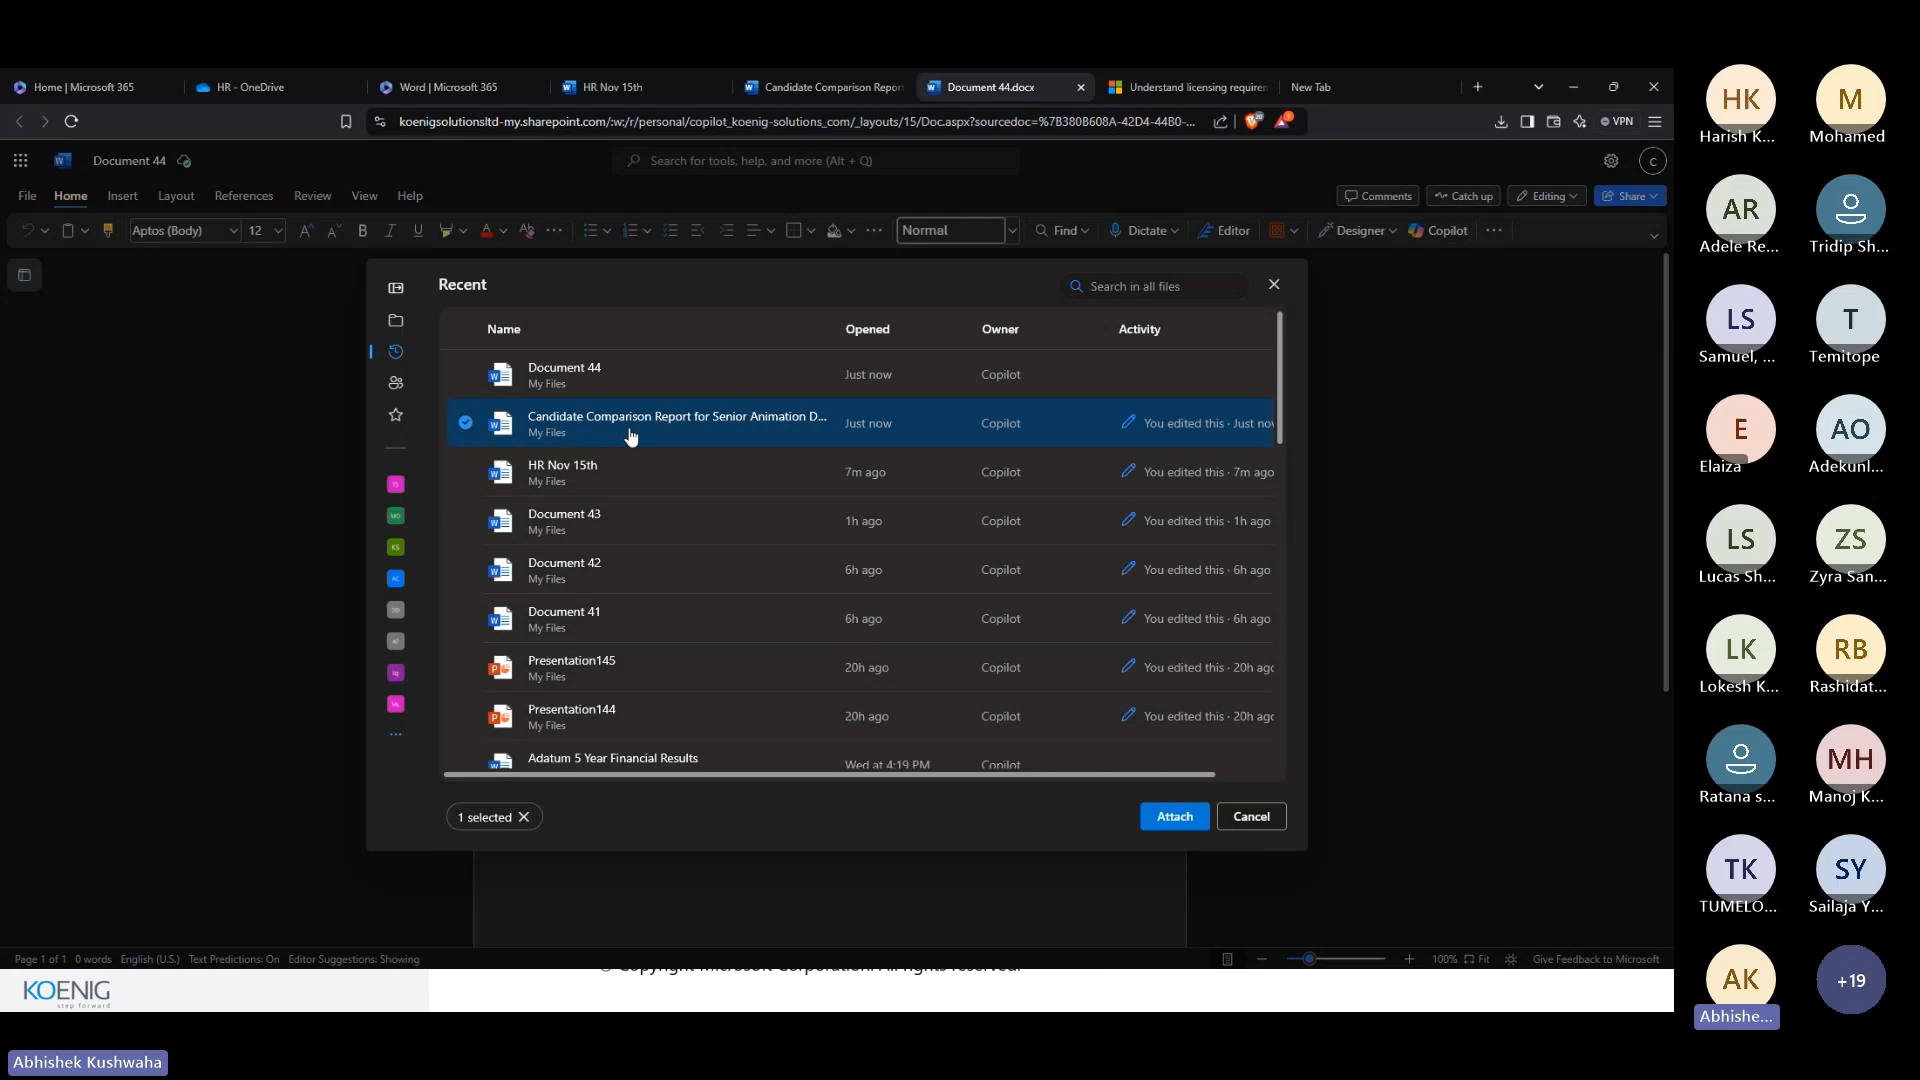 Home | Microsoft 365
HR - OneDrive
Word | Microsoft 365
HR Nov 15th
Candidate Comparison Repor
Document 44.docx
Understand licensing requirem
New Tab
koenigsolutionsltd-my.sharepoint.com/:w:/r/personal/copilot_koenig-solutions_com/_layouts/15/Doc.aspx?sourcedoc=%7B380B608A-42D4-44B0-...
VPN
Document 44
Search for tools, help, and more (Alt + Q)
C
File Home Insert Layout References Review View Help
Comments
Catch up
Editing
Share
Aptos (Body) 12
Normal
Find
Dictate
Editor
Designer
Copilot
Recent
Search in all files
Name Opened Owner Activity
Document 44
My Files
Just now Copilot
Candidate Comparison Report for Senior Animation D...
My Files
Just now Copilot You edited this · Just now
HR Nov 15th
My Files
7m ago Copilot You edited this · 7m ago
Document 43
My Files
1h ago Copilot You edited this · 1h ago
Document 42
My Files
6h ago Copilot You edited this · 6h ago
Document 41
My Files
6h ago Copilot You edited this · 6h ago
Presentation145
My Files
20h ago Copilot You edited this · 20h ago
Presentation144
My Files
20h ago Copilot You edited this · 20h ago
Adatum 5 Year Financial Results
Wed at 4:19 PM Copilot
1 selected
Attach
Cancel
Page 1 of 1 0 words English (U.S.) Text Predictions: On Editor Suggestions: Showing
100% Fit Give Feedback to Microsoft
© Copyright Microsoft Corporation. All rights reserved.
KOENIG
step forward
Abhishek Kushwaha
HK
Harish K...
M
Mohamed
AR
Adele Re...
Tridip Sh...
LS
Samuel, ...
T
Temitope
E
Elaiza
AO
Adekunl...
LS
Lucas Sh...
ZS
Zyra San...
LK
Lokesh K...
RB
Rashidat...
Ratana s...
MH
Manoj K...
TK
TUMELO...
SY
Sailaja Y...
AK
Abhishe...
+19